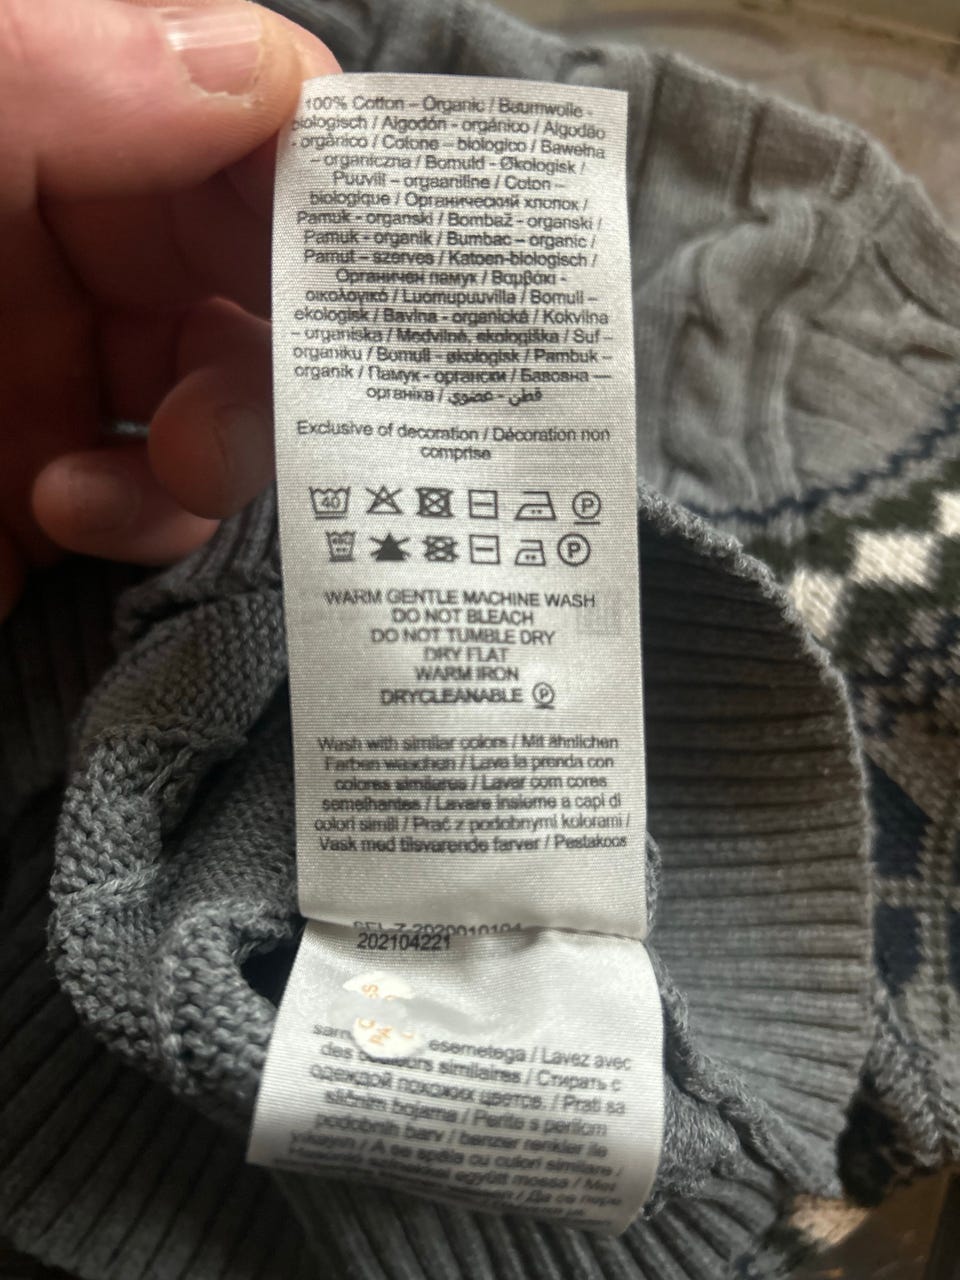 100% Cotton – Organic / Baumwolle -
biologisch / Algodón - orgánico / Algodão
- orgânico / Cotone – biologico / Bawełna
– organiczna / Bomuld - Økologisk /
Puuvill – orgaaniline / Coton –
biologique / Органический хлопок /
Pamuk - organski / Bombaž - organski /
Pamuk - organik / Bumbac – organic /
Pamut – szerves / Katoen-biologisch /
Органичен памук / Βαμβάκι -
οικολογικό / Luomupuuvilla / Bomull –
ekologisk / Bavlna - organická / Kokvilna
– organiska / Medvilnė, ekologiška / Suf –
organiku / Bomull - økologisk / Pambuk –
organik / Памук - органски / Бавовна —
органіка / قطن - عضوي
Exclusive of decoration / Décoration non
comprise
40
P
P
WARM GENTLE MACHINE WASH
DO NOT BLEACH
DO NOT TUMBLE DRY
DRY FLAT
WARM IRON
DRYCLEANABLE P
Wash with similar colors / Mit ähnlichen
Farben waschen / Lava la prenda con
colores similares / Lavar com cores
semelhantes / Lavare insieme a capi di
colori simili / Prać z podobnymi kolorami /
Vask med tilsvarende farver / Pestakoos
202104221
esemetega / Lavez avec
des similaires / Стирать с
одеждой похожих цветов. / Prati sa
sličnim bojama / Perite s perilom
podobnih barv / benzer renkler ile
yıkayın / A se spăla cu culori similare /
együtt mossa / Met
/ Да се пере